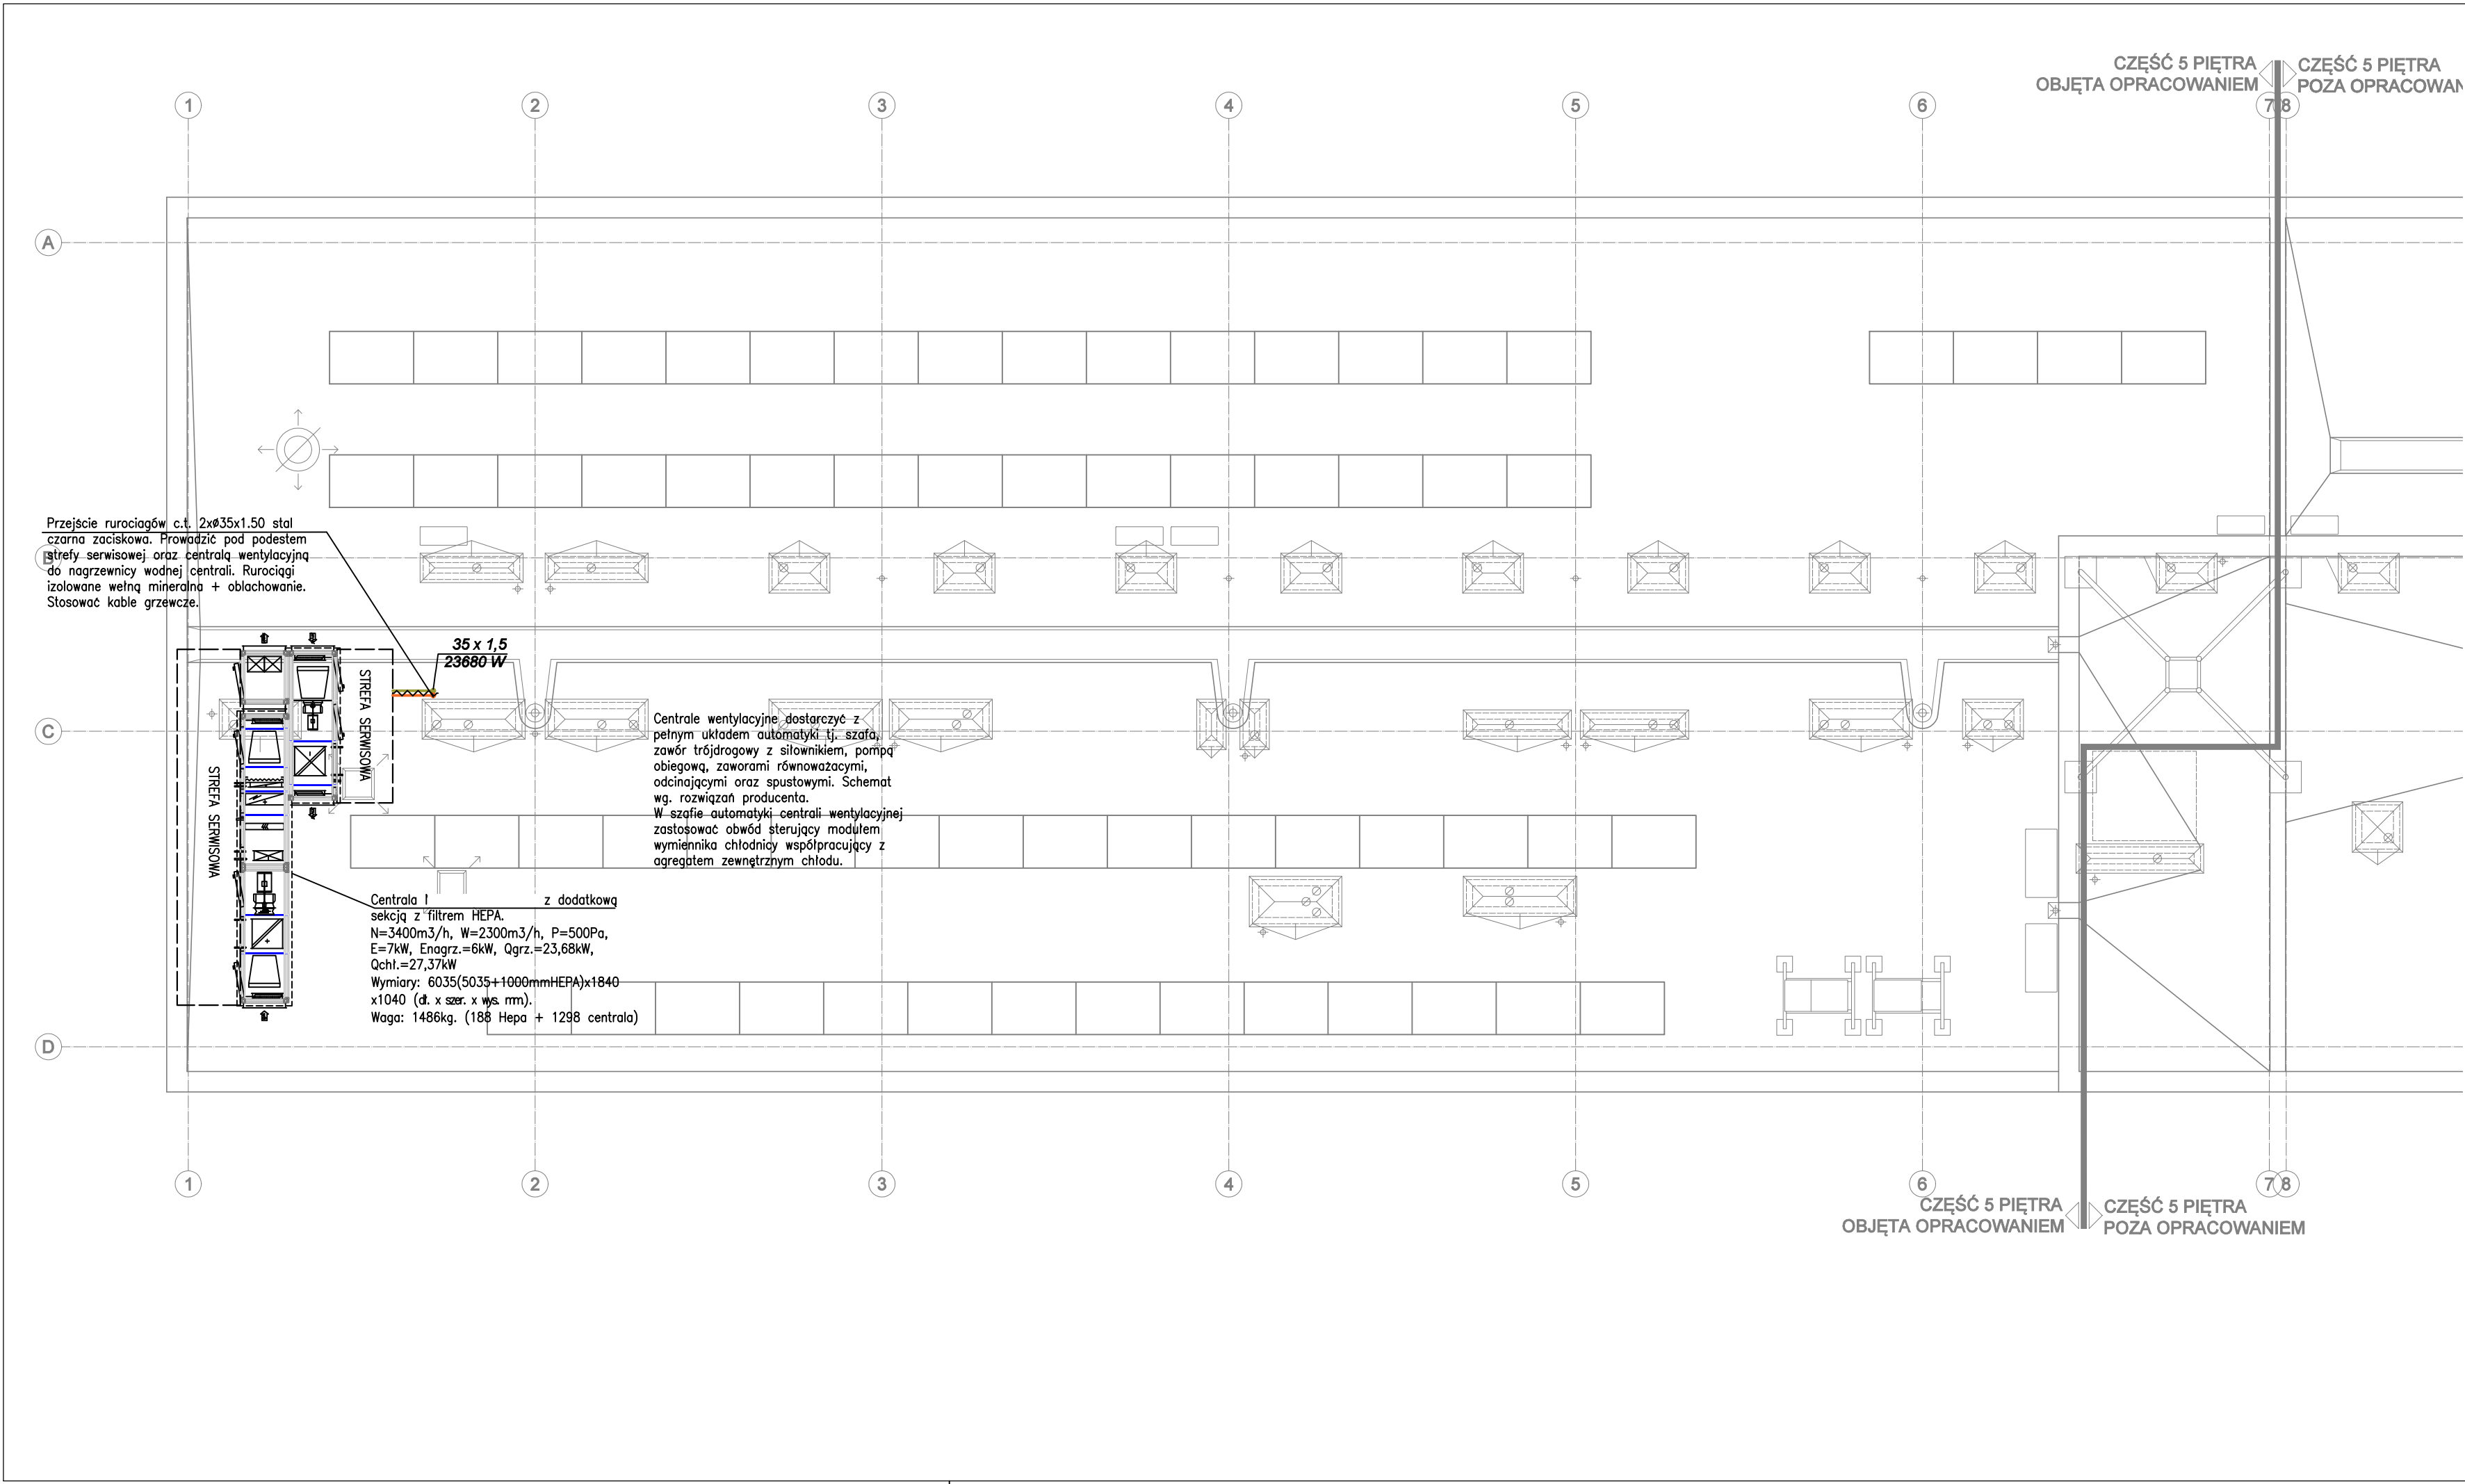 CZĘŚĆ 5 PIĘTRA
OBJĘTA OPRACOWANIEM
CZĘŚĆ 5 PIĘTRA
POZA OPRACOWAN
1
2
3
4
5
6
7
8
A
B
C
D
Przejście rurociągów c.t. 2xø35x1.50 stal
czarna zaciskowa. Prowadzić pod podestem
strefy serwisowej oraz centralą wentylacyjną
do nagrzewnicy wodnej centrali. Rurociągi
izolowane wełną mineralna + oblachowanie.
Stosować kable grzewcze.
35 x 1,5
23680 W
STREFA SERWISOWA
STREFA SERWISOWA
Centrale wentylacyjne dostarczyć z
pełnym układem automatyki tj. szafa,
zawór trójdrogowy z siłownikiem, pompą
obiegową, zaworami równoważacymi,
odcinającymi oraz spustowymi. Schemat
wg. rozwiązań producenta.
W szafie automatyki centrali wentylacyjnej
zastosować obwód sterujący modułem
wymiennika chłodnicy współpracujący z
agregatem zewnętrznym chłodu.
Centrala z dodatkową
sekcją z filtrem HEPA.
N=3400m3/h, W=2300m3/h, P=500Pa,
E=7kW, Enagrz.=6kW, Qgrz.=23,68kW,
Qchł.=27,37kW
Wymiary: 6035(5035+1000mmHEPA)x1840
x1040 (dł. x szer. x wys. mm).
Waga: 1486kg. (188 Hepa + 1298 centrala)
1
2
3
4
5
6
7
8
CZĘŚĆ 5 PIĘTRA
OBJĘTA OPRACOWANIEM
CZĘŚĆ 5 PIĘTRA
POZA OPRACOWANIEM